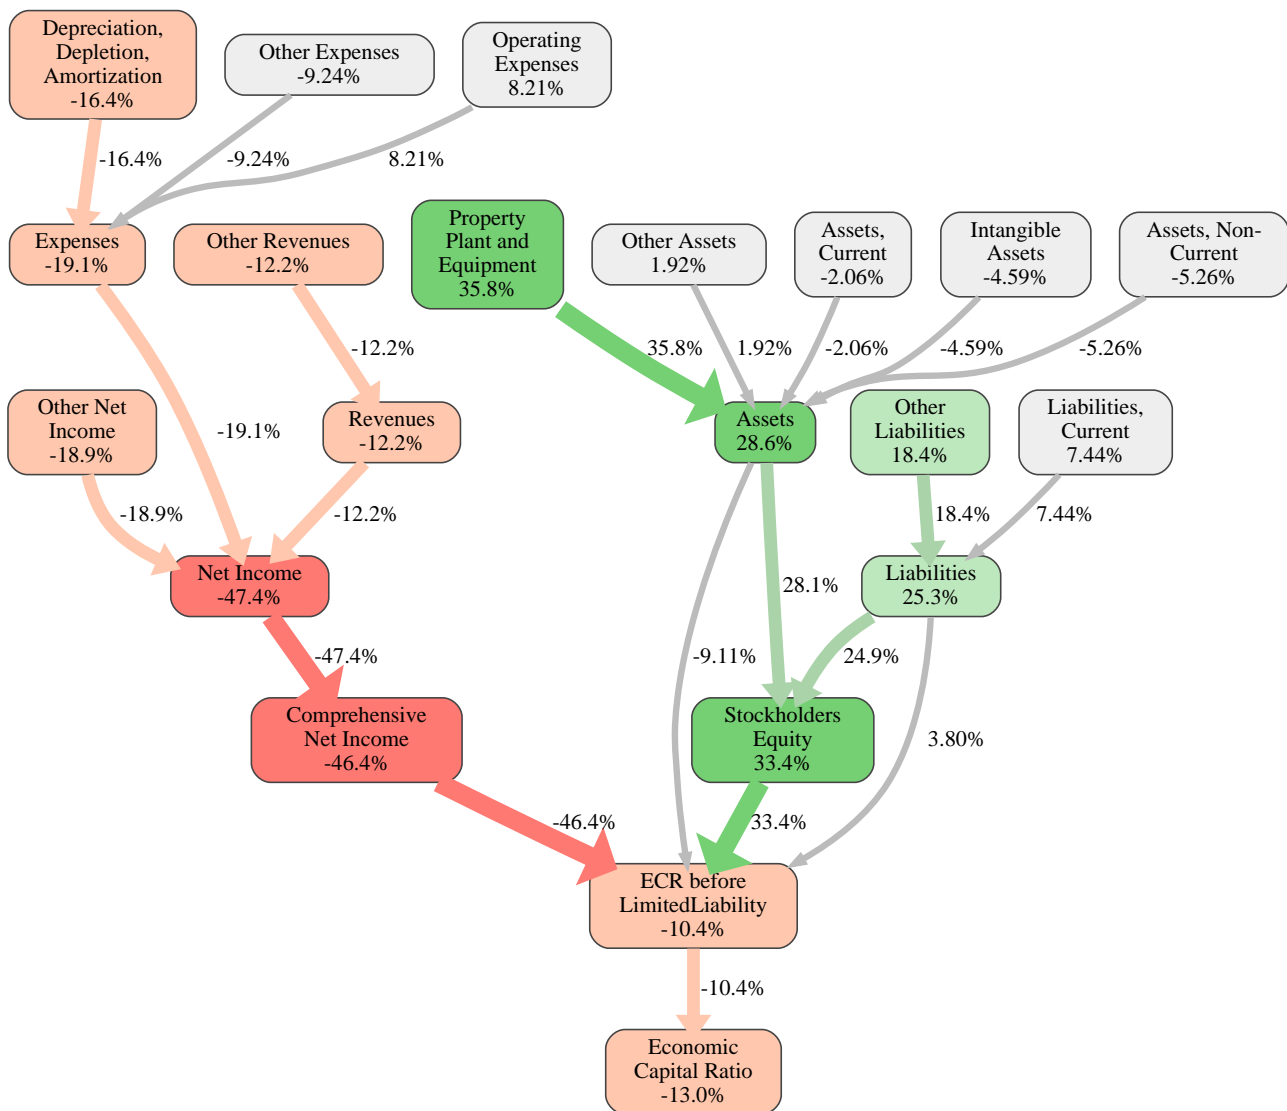 Depreciation,
Depletion,
Amortization
-16.4%
Other Expenses
-9.24%
Operating
Expenses
8.21%
-16.4%
-9.24%
8.21%
Expenses
-19.1%
Other Revenues
-12.2%
Property
Plant and
Equipment
35.8%
Other Assets
1.92%
Assets,
Current
-2.06%
Intangible
Assets
-4.59%
Assets, Non-
Current
-5.26%
-12.2%
35.8%
1.92%
-2.06%
-4.59%
-5.26%
Other Net
Income
-18.9%
-19.1%
Revenues
-12.2%
Assets
28.6%
Other
Liabilities
18.4%
Liabilities,
Current
7.44%
-18.9%
-12.2%
18.4%
7.44%
Net Income
-47.4%
28.1%
Liabilities
25.3%
-47.4%
-9.11%
24.9%
Comprehensive
Net Income
-46.4%
Stockholders
Equity
33.4%
3.80%
-46.4%
33.4%
ECR before
LimitedLiability
-10.4%
-10.4%
Economic
Capital Ratio
-13.0%